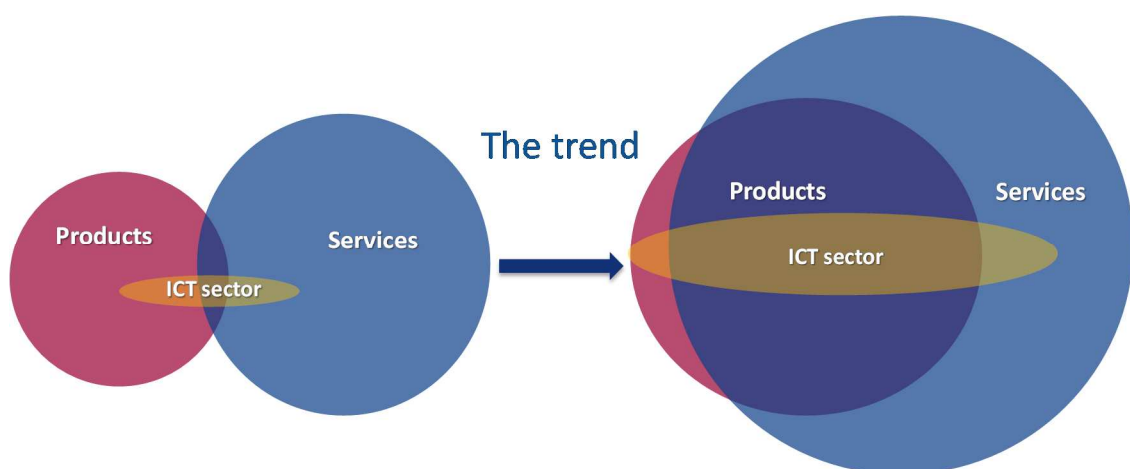 Products
Services
ICT sector
The trend
Products
Services
ICT sector